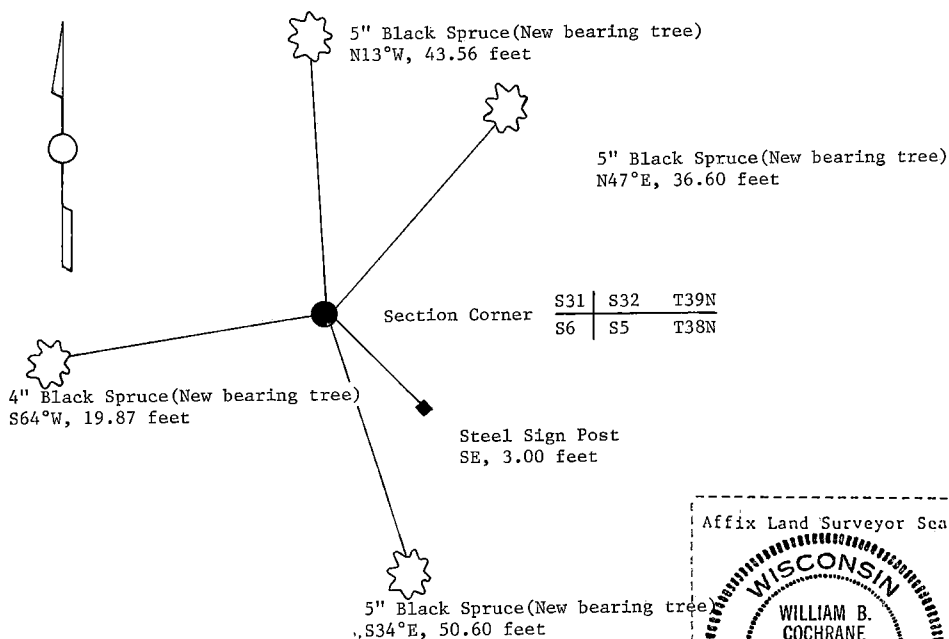 5" Black Spruce(New bearing tree)
N13°W, 43.56 feet
5" Black Spruce(New bearing tree)
N47°E, 36.60 feet
Section Corner
S31 S32 T39N
S6 S5 T38N
4" Black Spruce(New bearing tree)
S64°W, 19.87 feet
Steel Sign Post
SE, 3.00 feet
Affix Land Surveyor Sea
WISCONSIN
WILLIAM B.
COCHRANE
5" Black Spruce(New bearing tree)
S34°E, 50.60 feet